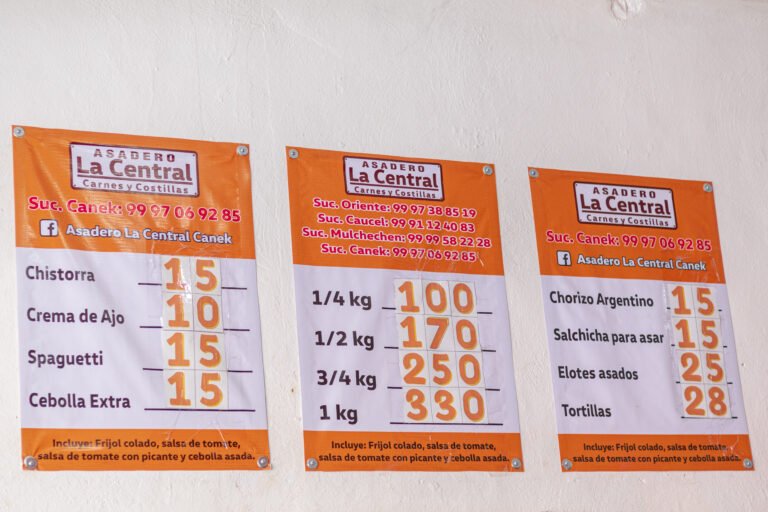 ASADERO
La Central
Carnes y Costillas
Suc. Canek: 99 97 06 92 85
f Asadero La Central Canek
Chistorra 15
Crema de Ajo 10
Spaguetti 15
Cebolla Extra 15
Incluye: Frijol colado, salsa de tomate,
salsa de tomate con picante y cebolla asada.
ASADERO
La Central
Carnes y Costillas
Suc. Oriente: 99 97 38 85 19
Suc. Caucel: 99 91 12 40 83
Suc. Mulchechen: 99 99 58 22 28
Suc. Canek: 99 97 06 92 85
1/4 kg 100
1/2 kg 170
3/4 kg 250
1 kg 330
Incluye: Frijol colado, salsa de tomate,
salsa de tomate con picante y cebolla asada.
ASADERO
La Central
Carnes y Costillas
Suc. Canek: 99 97 06 92 85
f Asadero La Central Canek
Chorizo Argentino 15
Salchicha para asar 15
Elotes asados 25
Tortillas 28
Incluye: Frijol colado, salsa de tomate,
salsa de tomate con picante y cebolla asada.